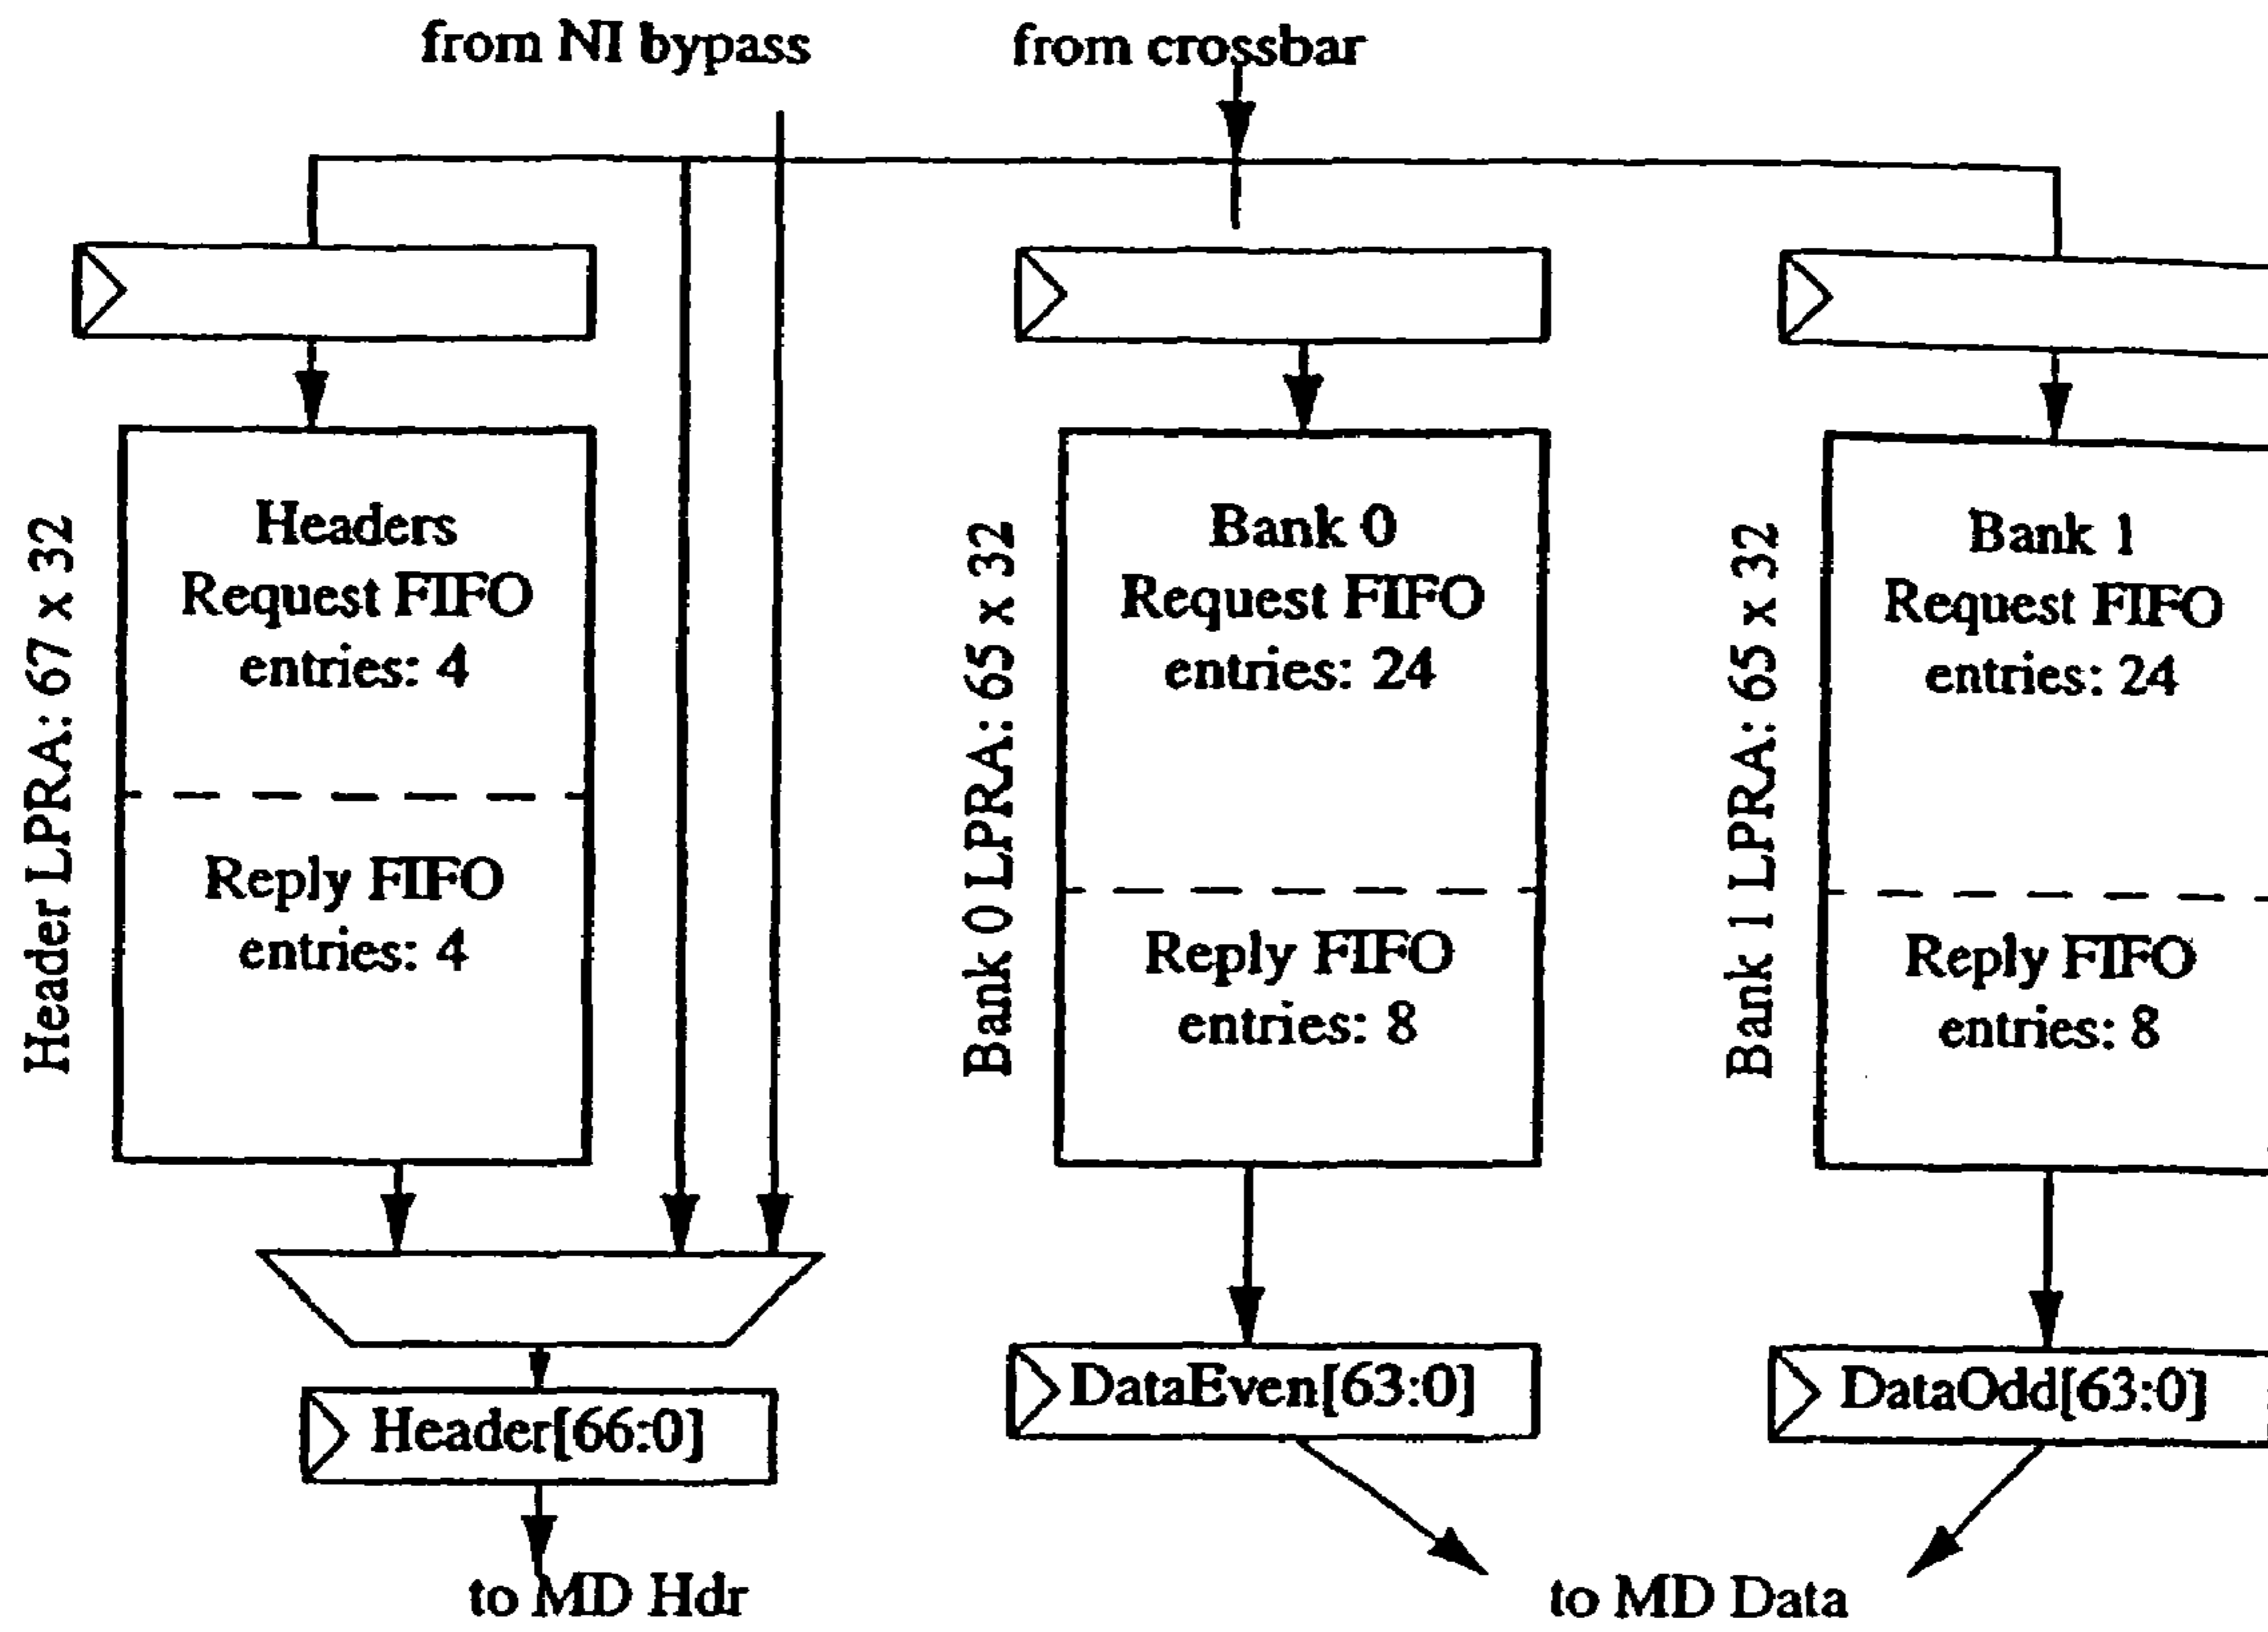 from NI bypass
from crossbar
Header LPRA: 67 x 32
Headers
Request FIFO
entries: 4
Reply FIFO
entries: 4
Bank 0 LPRA: 65 x 32
Bank 0
Request FIFO
entries: 24
Reply FIFO
entries: 8
Bank 1 LPRA: 65 x 32
Bank 1
Request FIFO
entries: 24
Reply FIFO
entries: 8
Header[66:0]
DataEven[63:0]
DataOdd[63:0]
to MD Hdr
to MD Data